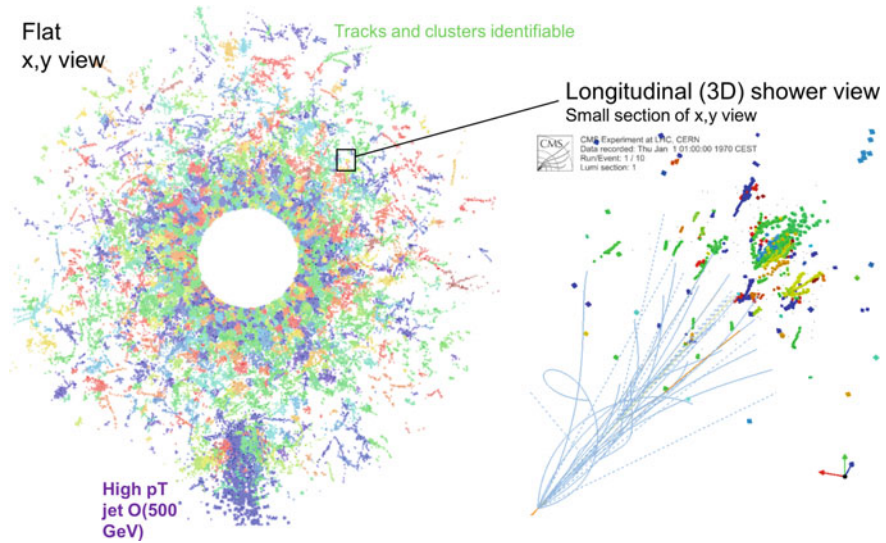 Flat
x,y view
Tracks and clusters identifiable
Longitudinal (3D) shower view
Small section of x,y view
CMS
CMS Experiment at LHC, CERN
Data recorded: Thu Jan 1 01:00:00 1970 CEST
Run/Event: 1 / 10
Lumi section: 1
High pT
jet O(500
GeV)